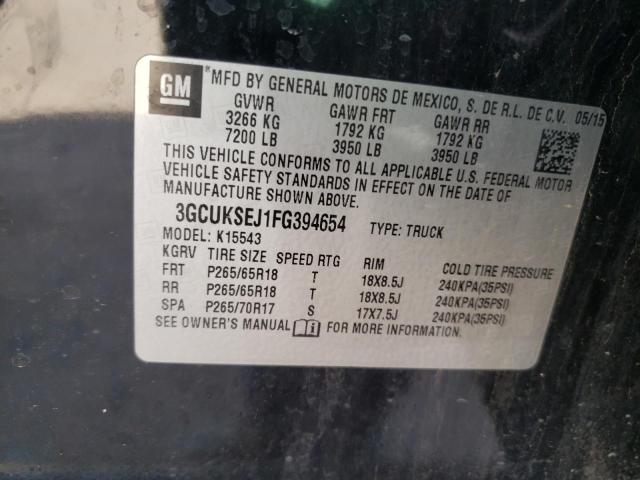 GM
MFD BY GENERAL MOTORS DE MEXICO, S. DE R.L. DE C.V. 05/15
GVWR GAWR FRT GAWR RR
3266 KG 1792 KG 1792 KG
7200 LB 3950 LB 3950 LB
THIS VEHICLE CONFORMS TO ALL APPLICABLE U.S. FEDERAL MOTOR
VEHICLE SAFETY STANDARDS IN EFFECT ON THE DATE OF
MANUFACTURE SHOWN ABOVE.
3GCUKSEJ1FG394654 TYPE: TRUCK
MODEL: K15543
KGRV TIRE SIZE SPEED RTG RIM COLD TIRE PRESSURE
FRT P265/65R18 T 18X8.5J 240KPA(35PSI)
RR P265/65R18 T 18X8.5J 240KPA(35PSI)
SPA P265/70R17 S 17X7.5J 240KPA(35PSI)
SEE OWNER'S MANUAL FOR MORE INFORMATION.